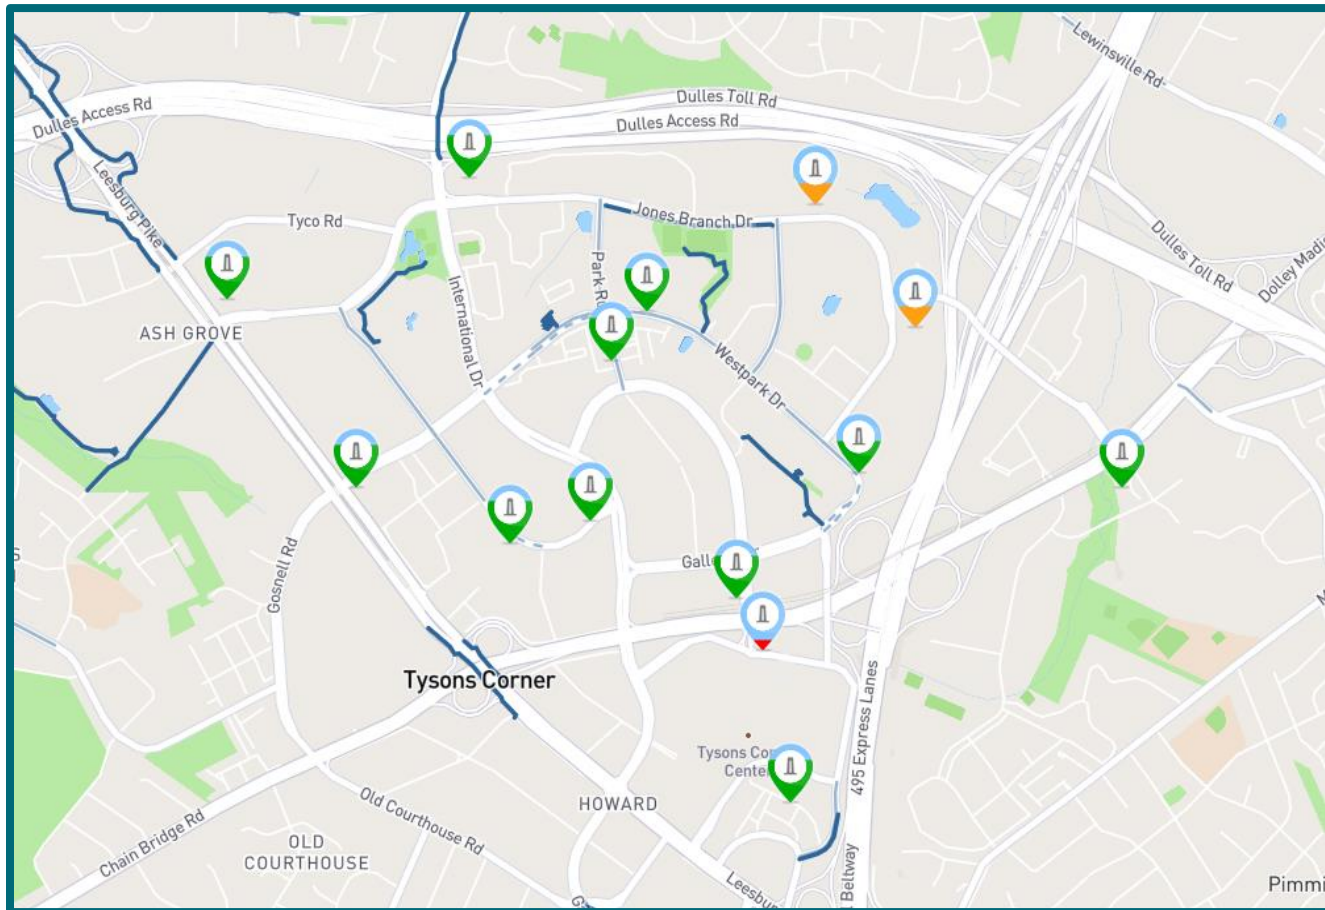 Lewinsville Rd
Dulles Toll Rd
Dulles Access Rd
Dulles Access Rd
Leesburg Pike
Tyco Rd
Jones Branch Dr
Park Rd
International Dr
Dulles Toll Rd
Dolley Madi
ASH GROVE
Westpark Dr
Gosnell Rd
Gall
Tysons Corner
495 Express Lanes
Tysons Co
Center
HOWARD
Old Courthouse Rd
Chain Bridge Rd
OLD
COURTHOUSE
Leesbu
Beltway
Pimmi